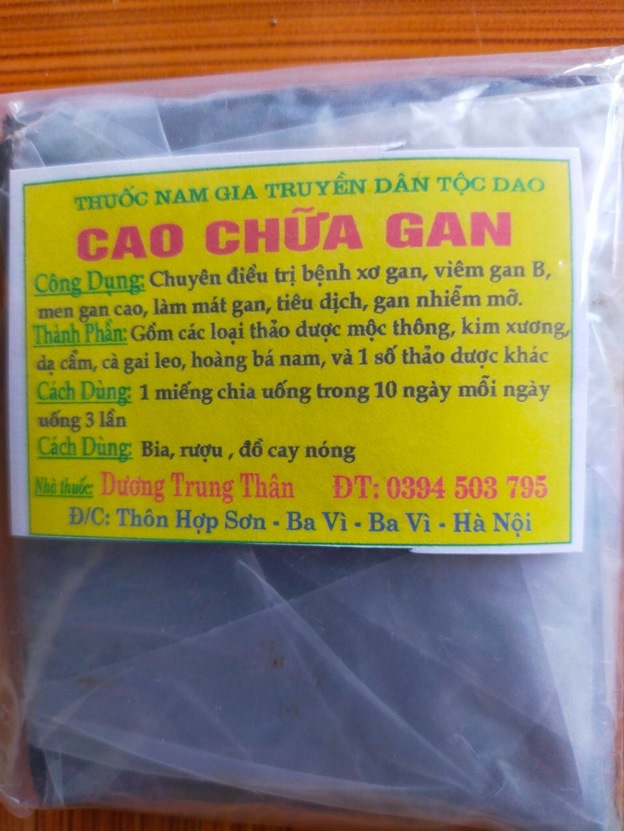 THUỐC NAM GIA TRUYỀN DÂN TỘC DAO
CAO CHỮA GAN
Công Dụng: Chuyên điều trị bệnh xơ gan, viêm gan B,
men gan cao, làm mát gan, tiêu dịch, gan nhiễm mỡ.
Thành Phần: Gồm các loại thảo dược mộc thông, kim xương,
dạ cẩm, cà gai leo, hoàng bá nam, và 1 số thảo dược khác
Cách Dùng: 1 miếng chia uống trong 10 ngày mỗi ngày
uống 3 lần
Cách Dùng: Bia, rượu , đồ cay nóng
Nhà thuốc: Dương Trung Thân ĐT: 0394 503 795
Đ/C: Thôn Hợp Sơn - Ba Vì - Ba Vì - Hà Nội